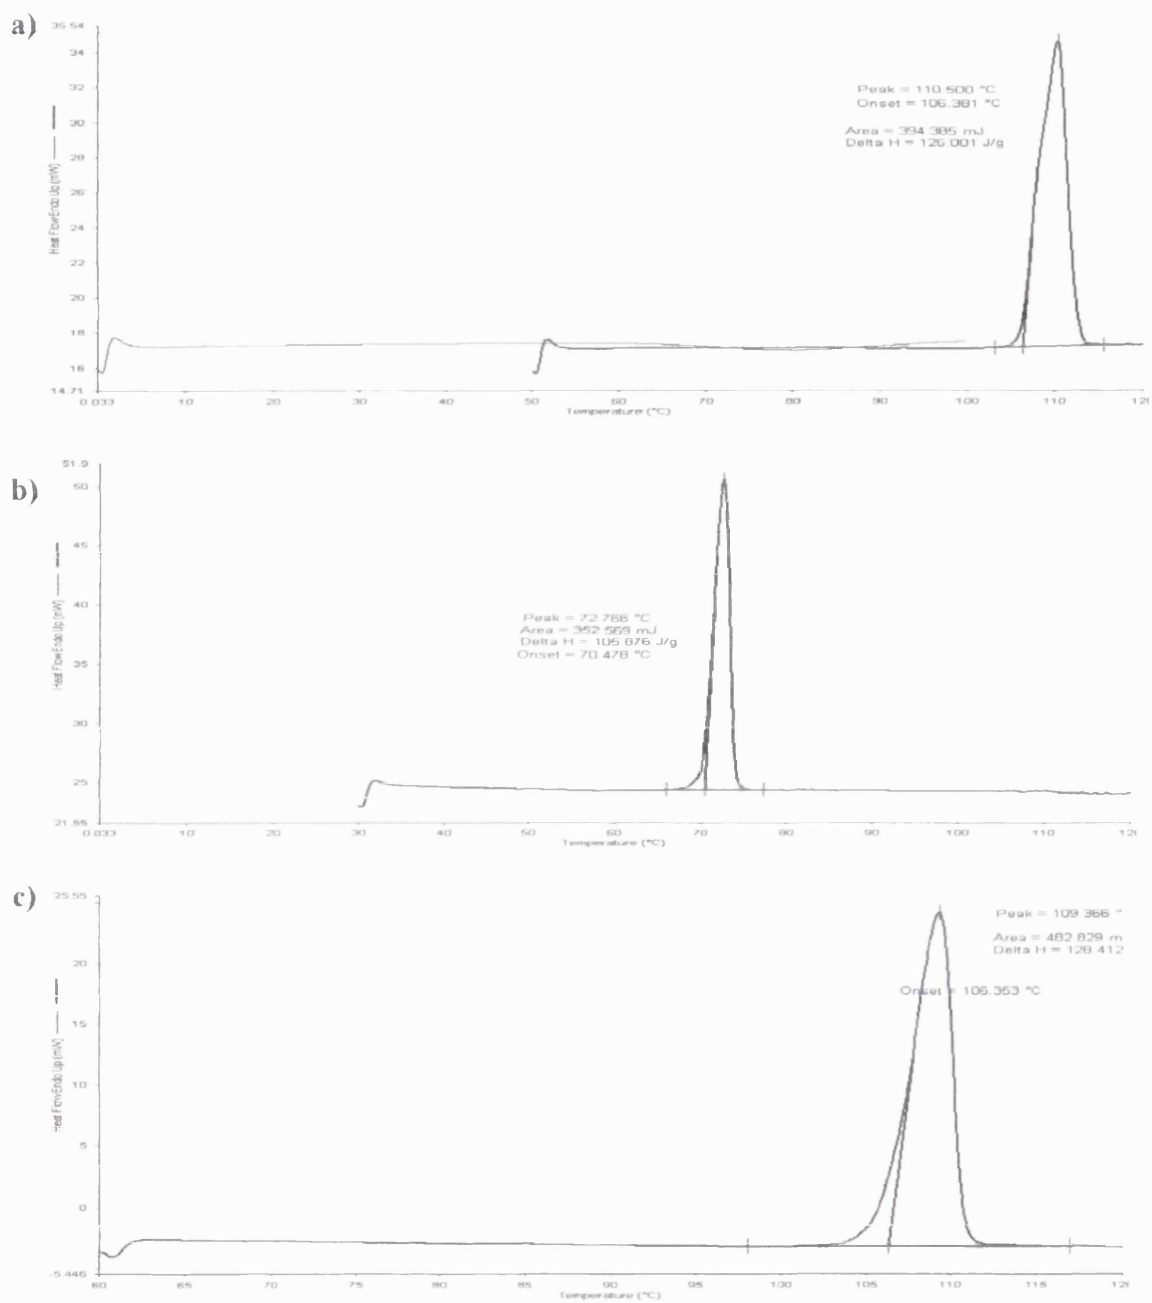 a)
35.54
34
32
30
28
26
24
22
20
18
16
14.71
Heat Flow Endo Up (mW)
Peak = 110.500 °C
Onset = 106.381 °C
Area = 394.385 mJ
Delta H = 126.001 J/g
0.033 10 20 30 40 50 60 70 80 90 100 110 120
Temperature (°C)
b)
51.9
50
45
40
35
30
25
21.55
Heat Flow Endo Up (mW)
Peak = 72.766 °C
Area = 352.569 mJ
Delta H = 105.876 J/g
Onset = 70.478 °C
0.033 10 20 30 40 50 60 70 80 90 100 110 120
Temperature (°C)
c)
25.55
20
15
10
5
0
-5.446
Heat Flow Endo Up (mW)
Peak = 109.366 °
Area = 482.829 m
Delta H = 128.412
Onset = 106.353 °C
60 65 70 75 80 85 90 95 100 105 110 115 120
Temperature (°C)